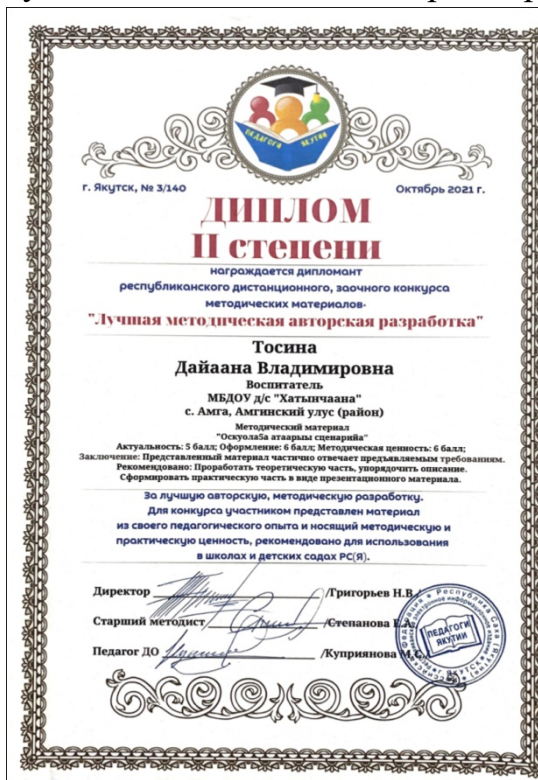 ПЕДАГОГИ ЯКУТИИ
г. Якутск, № 3/140
Октябрь 2021 г.
ДИПЛОМ
II степени
награждается дипломант
республиканского дистанционного, заочного конкурса
методических материалов-
"Лучшая методическая авторская разработка"
Тосина
Дайаана Владимировна
Воспитатель
МБДОУ д/с "Хатынчаана"
с. Амга, Амгинский улус (район)
Методический материал
"Оскуола5а атаарыы сценарийа"
Актуальность: 5 балл; Оформление: 6 балл; Методическая ценность: 6 балл;
Заключение: Представленный материал частично отвечает предъявляемым требованиям.
Рекомендовано: Проработать теоретическую часть, упорядочить описание.
Сформировать практическую часть в виде презентационного материала.
За лучшую авторскую, методическую разработку.
Для конкурса участником представлен материал
из своего педагогического опыта и носящий методическую и
практическую ценность, рекомендовано для использования
в школах и детских садах РС(Я).
Директор /Григорьев Н.В./
Старший методист /Степанова Е.А.
Педагог ДО /Куприянова М.С.
ПЕДАГОГИ
ЯКУТИИ